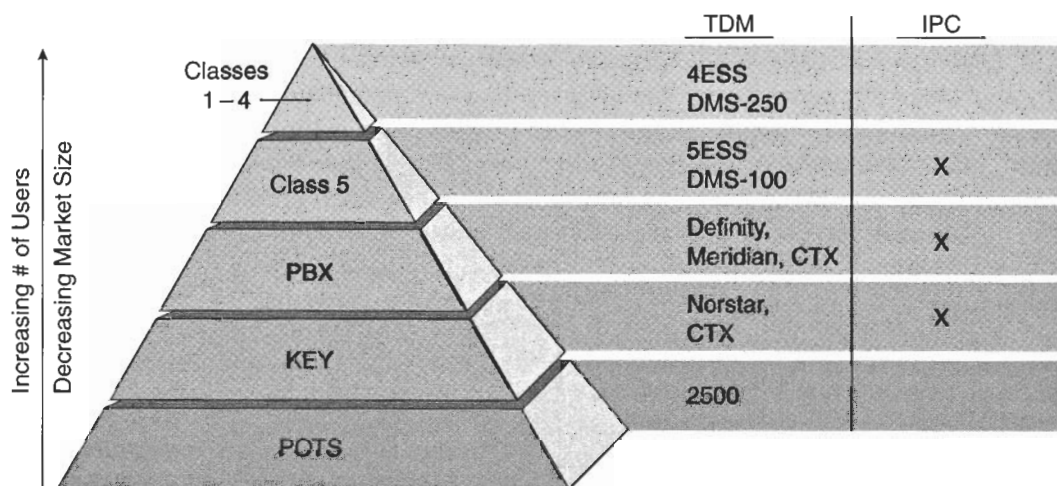 TDM IPC
Classes
1–4
4ESS
DMS-250
Class 5
5ESS
DMS-100 X
PBX
Definity,
Meridian, CTX X
KEY
Norstar,
CTX X
POTS
2500
Increasing # of Users
Decreasing Market Size